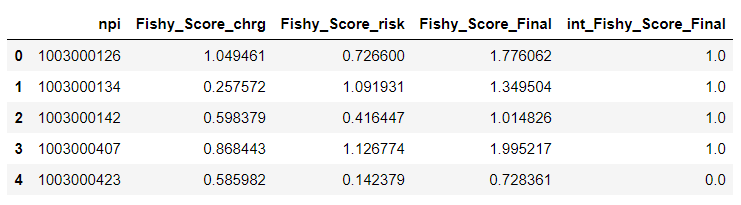 npi Fishy_Score_chrg Fishy_Score_risk Fishy_Score_Final int_Fishy_Score_Final
0 1003000126 1.049461 0.726600 1.776062 1.0
1 1003000134 0.257572 1.091931 1.349504 1.0
2 1003000142 0.598379 0.416447 1.014826 1.0
3 1003000407 0.868443 1.126774 1.995217 1.0
4 1003000423 0.585982 0.142379 0.728361 0.0